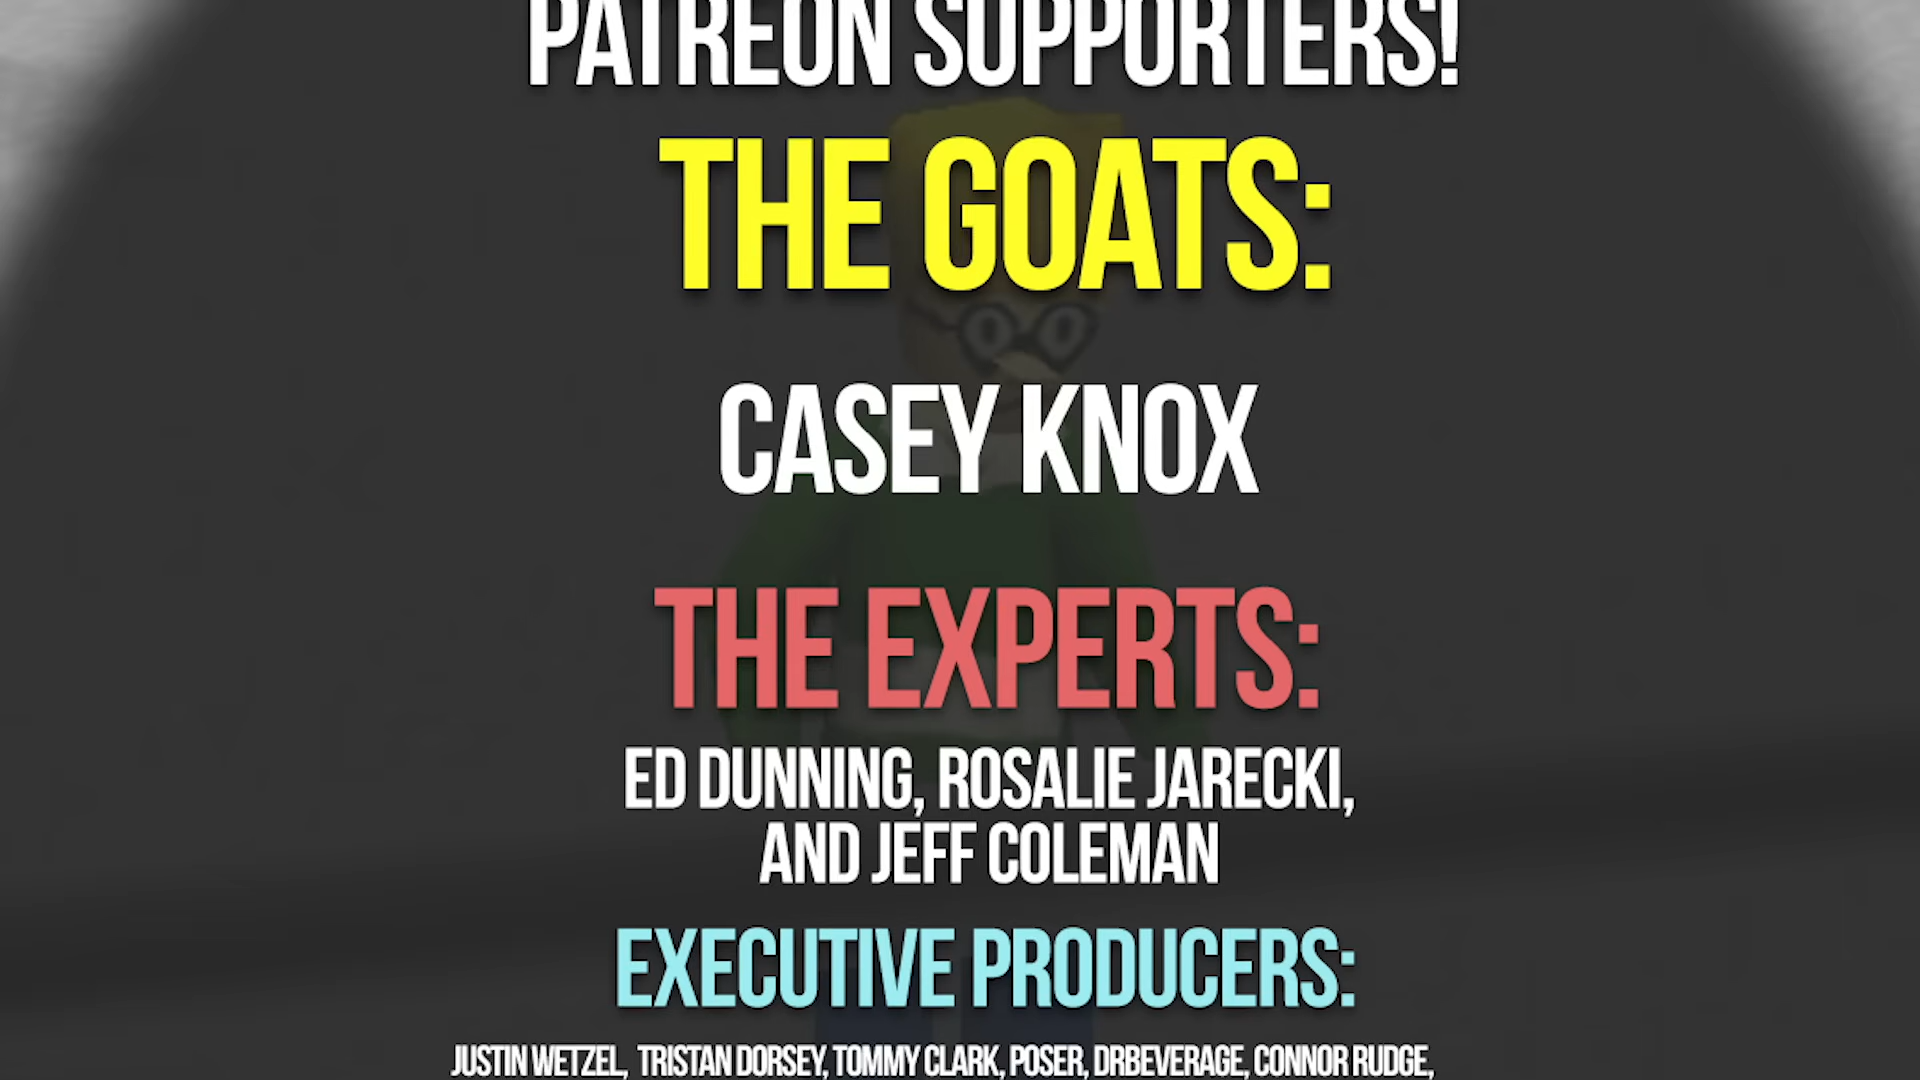 PATREON SUPPORTERS!
THE GOATS:
CASEY KNOX
THE EXPERTS:
ED DUNNING, ROSALIE JARECKI,
AND JEFF COLEMAN
EXECUTIVE PRODUCERS:
JUSTIN WETZEL, TRISTAN DORSEY, TOMMY CLARK, POSER, DRBEVERAGE, CONNOR RUDGE,